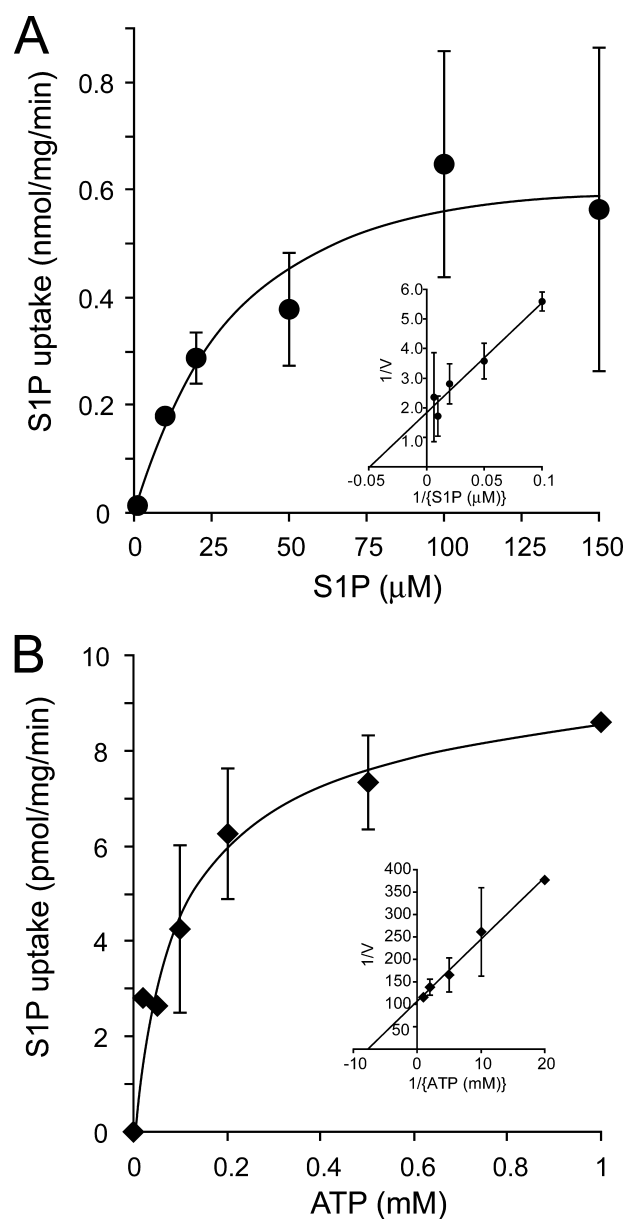 A
S1P uptake (nmol/mg/min)
0.8
0.6
0.4
0.2
0
0 25 50 75 100 125 150
S1P (μM)
1/V
6.0
5.0
4.0
3.0
2.0
1.0
-0.05 0 0.05 0.1
1/{S1P (μM)}
B
S1P uptake (pmol/mg/min)
10
8
6
4
2
0
0 0.2 0.4 0.6 0.8 1
ATP (mM)
1/V
400
350
300
250
200
150
100
50
-10 0 10 20
1/{ATP (mM)}